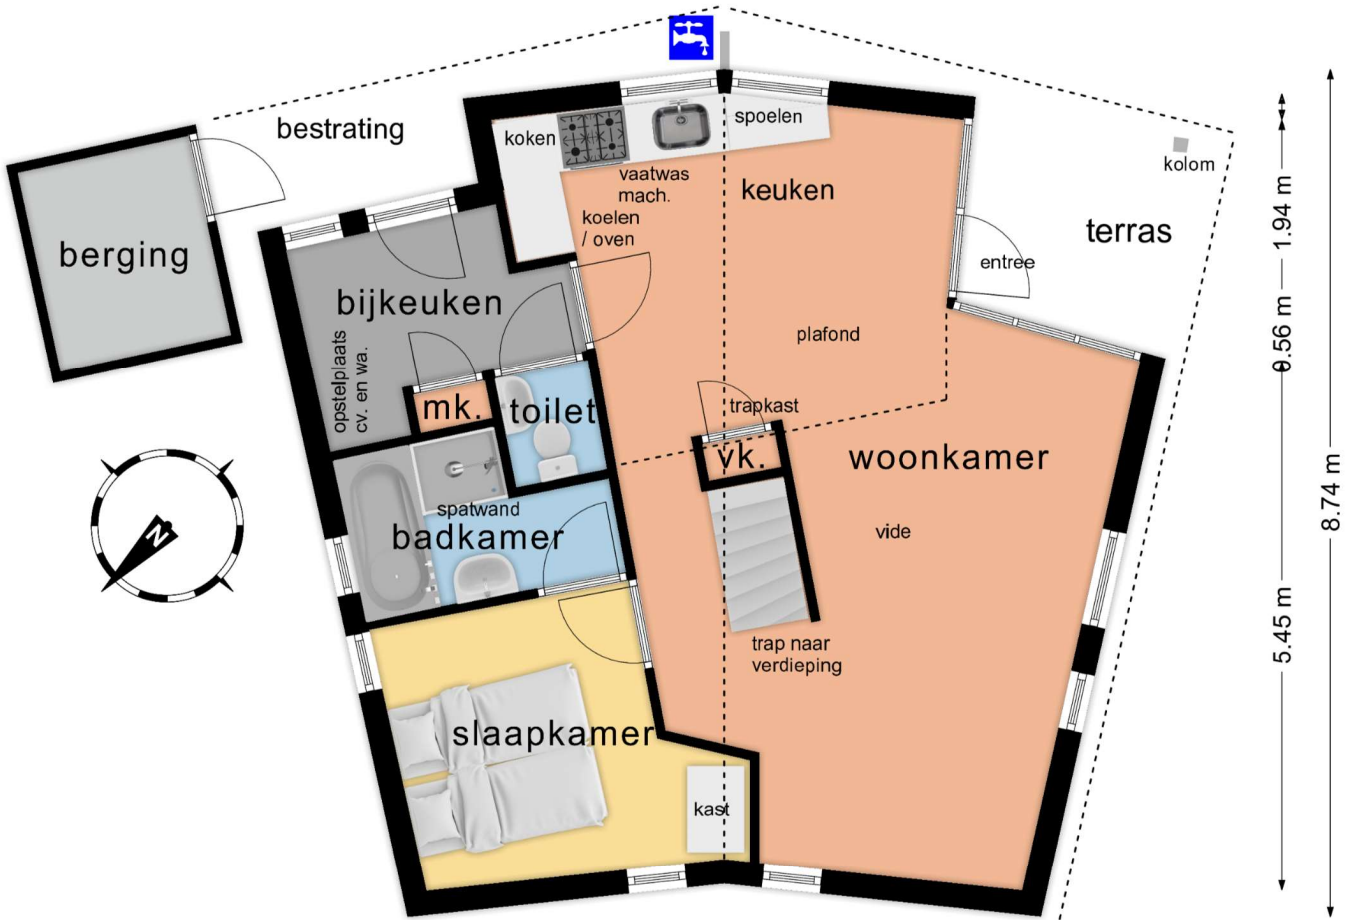 bestrating
koken
spoelen
vaatwas
mach.
keuken
kolom
koelen
/ oven
terras
berging
entree
bijkeuken
plafond
opstelplaats
cv. en wa.
mk.
toilet
trapkast
vk.
woonkamer
spatwand
badkamer
vide
N
trap naar
verdieping
slaapkamer
kast
1.94 m
0.56 m
5.45 m
8.74 m